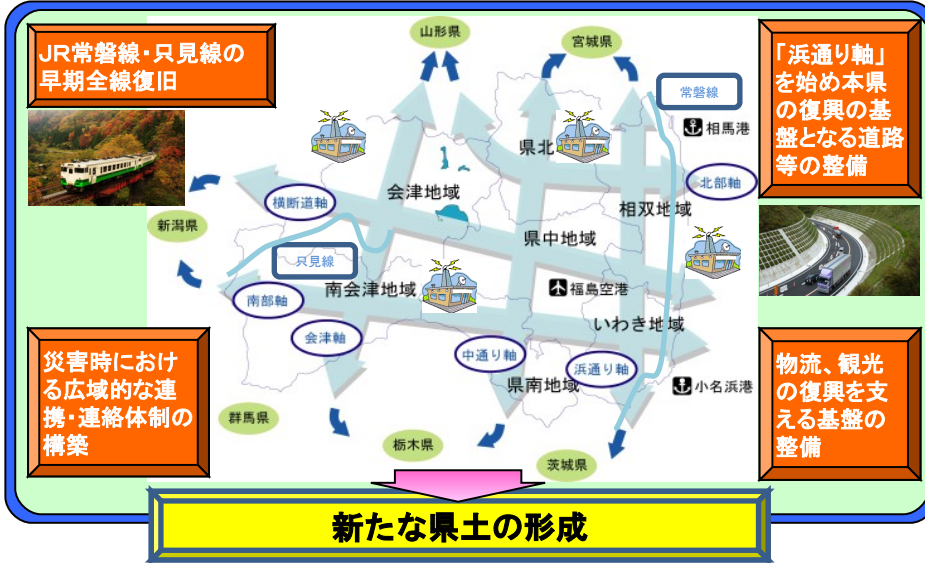 JR常磐線・只見線の
早期全線復旧
山形県
宮城県
「浜通り軸」
を始め本県
の復興の基
盤となる道路
等の整備
常磐線
相馬港
県北
北部軸
会津地域
横断道軸
相双地域
新潟県
県中地域
只見線
南会津地域
福島空港
南部軸
いわき地域
会津軸
中通り軸
浜通り軸
県南地域
小名浜港
災害時におけ
る広域的な連
携・連絡体制の
構築
物流、観光
の復興を支
える基盤の
整備
群馬県
栃木県
茨城県
新たな県土の形成